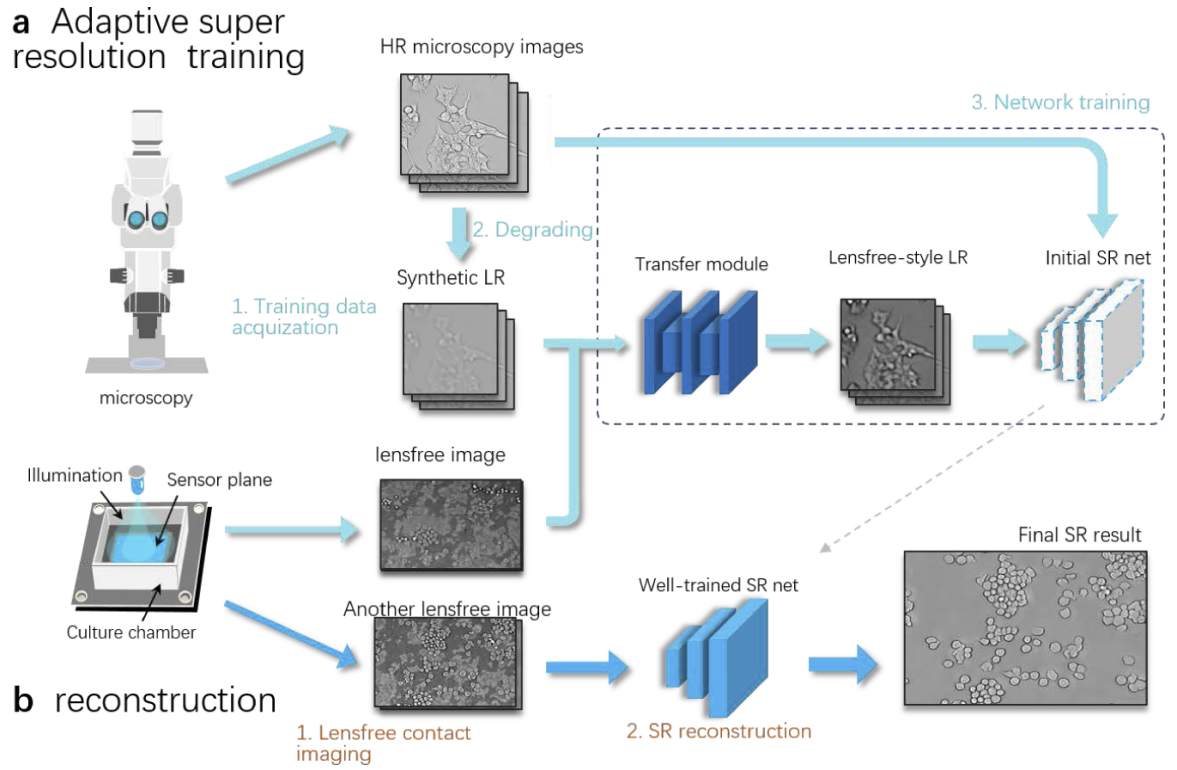 a Adaptive super
resolution training
HR microscopy images
3. Network training
2. Degrading
Synthetic LR
Transfer module
Lensfree-style LR
Initial SR net
1. Training data
acquization
microscopy
lensfree image
Illumination
Sensor plane
Culture chamber
Another lensfree image
Well-trained SR net
Final SR result
b reconstruction
1. Lensfree contact
imaging
2. SR reconstruction